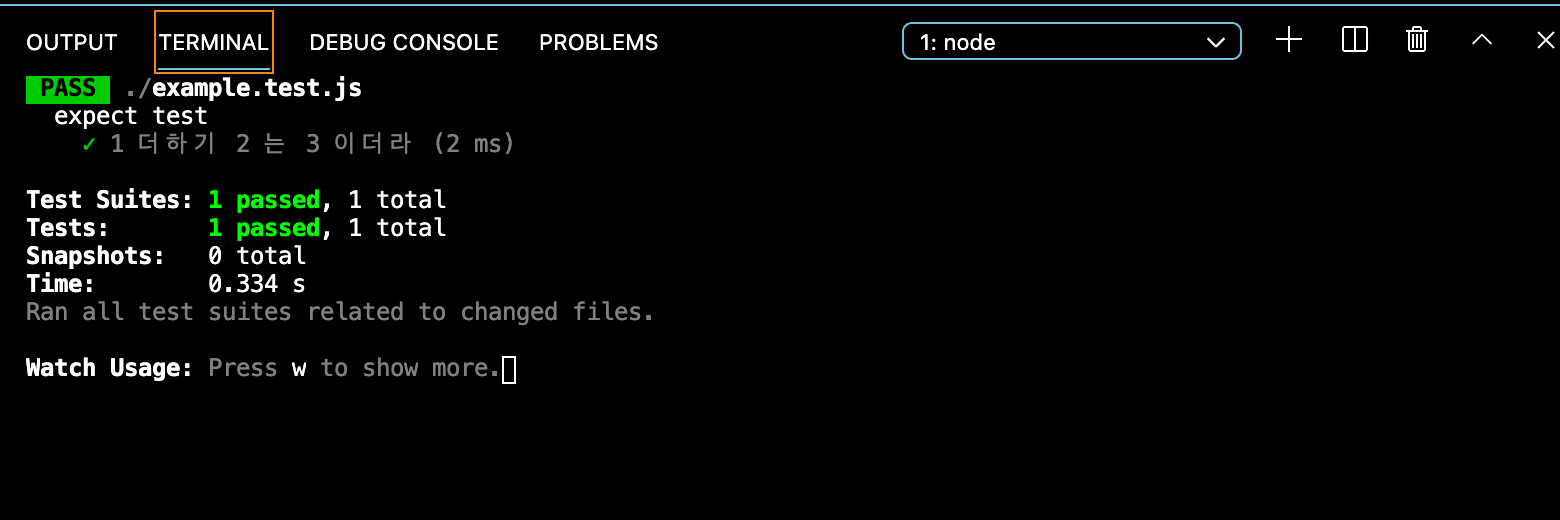 OUTPUT TERMINAL DEBUG CONSOLE PROBLEMS 1: node
PASS ./example.test.js
expect test
✓ 1 더하기 2 는 3 이더라 (2 ms)
Test Suites: 1 passed, 1 total
Tests: 1 passed, 1 total
Snapshots: 0 total
Time: 0.334 s
Ran all test suites related to changed files.
Watch Usage: Press w to show more.